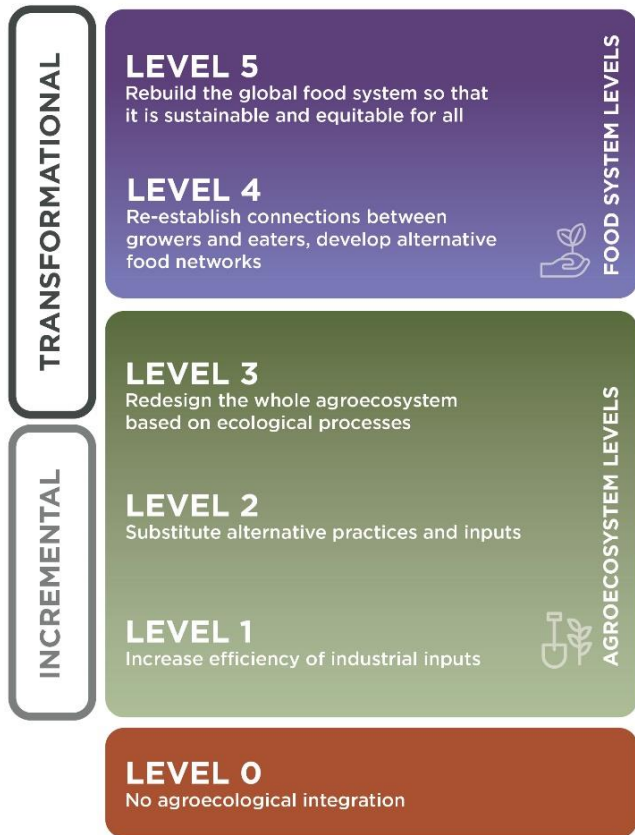 TRANSFORMATIONAL
INCREMENTAL
LEVEL 5
Rebuild the global food system so that
it is sustainable and equitable for all
LEVEL 4
Re-establish connections between
growers and eaters, develop alternative
food networks
FOOD SYSTEM LEVELS
LEVEL 3
Redesign the whole agroecosystem
based on ecological processes
LEVEL 2
Substitute alternative practices and inputs
LEVEL 1
Increase efficiency of industrial inputs
AGROECOSYSTEM LEVELS
LEVEL 0
No agroecological integration